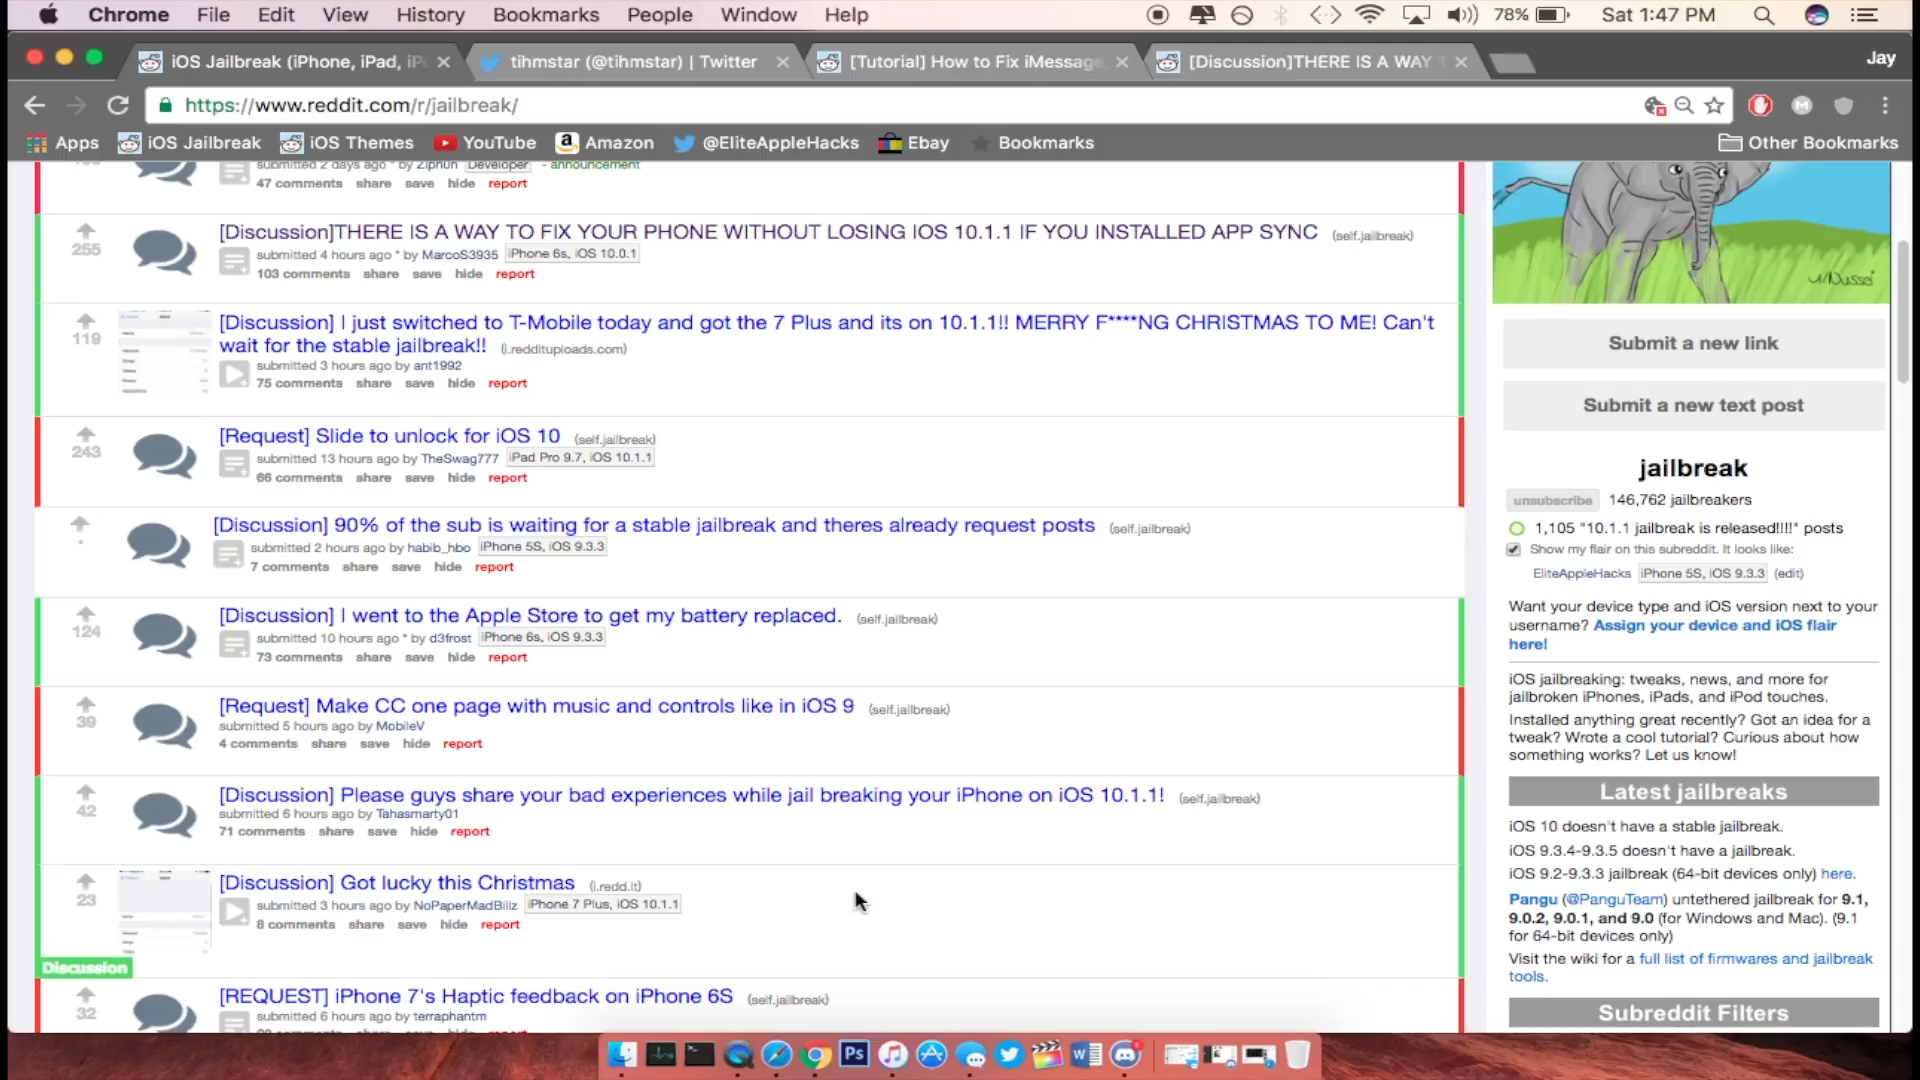 Chrome File Edit View History Bookmarks People Window Help 78% Sat 1:47 PM
iOS Jailbreak (iPhone, iPad, iP tihmstar (@tihmstar) | Twitter [Tutorial] How to Fix iMessage [Discussion]THERE IS A WAY T Jay
https://www.reddit.com/r/jailbreak/
Apps iOS Jailbreak iOS Themes YouTube Amazon @EliteAppleHacks Ebay Bookmarks Other Bookmarks
submitted 2 days ago * by Ziph0n Developer - announcement
47 comments share save hide report
[Discussion]THERE IS A WAY TO FIX YOUR PHONE WITHOUT LOSING IOS 10.1.1 IF YOU INSTALLED APP SYNC (self.jailbreak)
255
submitted 4 hours ago * by MarcoS3935 iPhone 6s, iOS 10.0.1
103 comments share save hide report
[Discussion] I just switched to T-Mobile today and got the 7 Plus and its on 10.1.1!! MERRY F****NG CHRISTMAS TO ME! Can't
119
wait for the stable jailbreak!! (i.reddituploads.com)
submitted 3 hours ago by ant1992
75 comments share save hide report
[Request] Slide to unlock for iOS 10 (self.jailbreak)
243
submitted 13 hours ago by TheSwag777 iPad Pro 9.7, iOS 10.1.1
66 comments share save hide report
[Discussion] 90% of the sub is waiting for a stable jailbreak and theres already request posts (self.jailbreak)
•
submitted 2 hours ago by habib_hbo iPhone 5S, iOS 9.3.3
7 comments share save hide report
[Discussion] I went to the Apple Store to get my battery replaced. (self.jailbreak)
124
submitted 10 hours ago * by d3frost iPhone 6s, iOS 9.3.3
73 comments share save hide report
[Request] Make CC one page with music and controls like in iOS 9 (self.jailbreak)
39
submitted 5 hours ago by MobileV
4 comments share save hide report
[Discussion] Please guys share your bad experiences while jail breaking your iPhone on iOS 10.1.1! (self.jailbreak)
42
submitted 6 hours ago by Tahasmarty01
71 comments share save hide report
[Discussion] Got lucky this Christmas (i.redd.it)
23
submitted 3 hours ago by NoPaperMadBillz iPhone 7 Plus, iOS 10.1.1
8 comments share save hide report
Discussion
[REQUEST] iPhone 7's Haptic feedback on iPhone 6S (self.jailbreak)
32
submitted 6 hours ago by terraphantm
Submit a new link
Submit a new text post
jailbreak
unsubscribe 146,762 jailbreakers
1,105 "10.1.1 jailbreak is released!!!!" posts
Show my flair on this subreddit. It looks like:
EliteAppleHacks iPhone 5S, iOS 9.3.3 (edit)
Want your device type and iOS version next to your
username? Assign your device and iOS flair
here!
iOS jailbreaking: tweaks, news, and more for
jailbroken iPhones, iPads, and iPod touches.
Installed anything great recently? Got an idea for a
tweak? Wrote a cool tutorial? Curious about how
something works? Let us know!
Latest jailbreaks
iOS 10 doesn't have a stable jailbreak.
iOS 9.3.4-9.3.5 doesn't have a jailbreak.
iOS 9.2-9.3.3 jailbreak (64-bit devices only) here.
Pangu (@PanguTeam) untethered jailbreak for 9.1,
9.0.2, 9.0.1, and 9.0 (for Windows and Mac). (9.1
for 64-bit devices only)
Visit the wiki for a full list of firmwares and jailbreak
tools.
Subreddit Filters
Ps